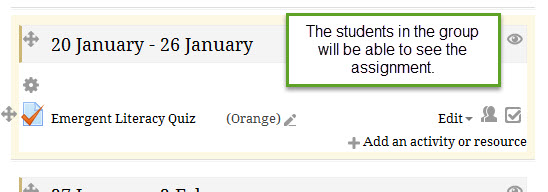 20 January - 26 January
The students in the group
will be able to see the
assignment.
Emergent Literacy Quiz (Orange) Edit
Add an activity or resource